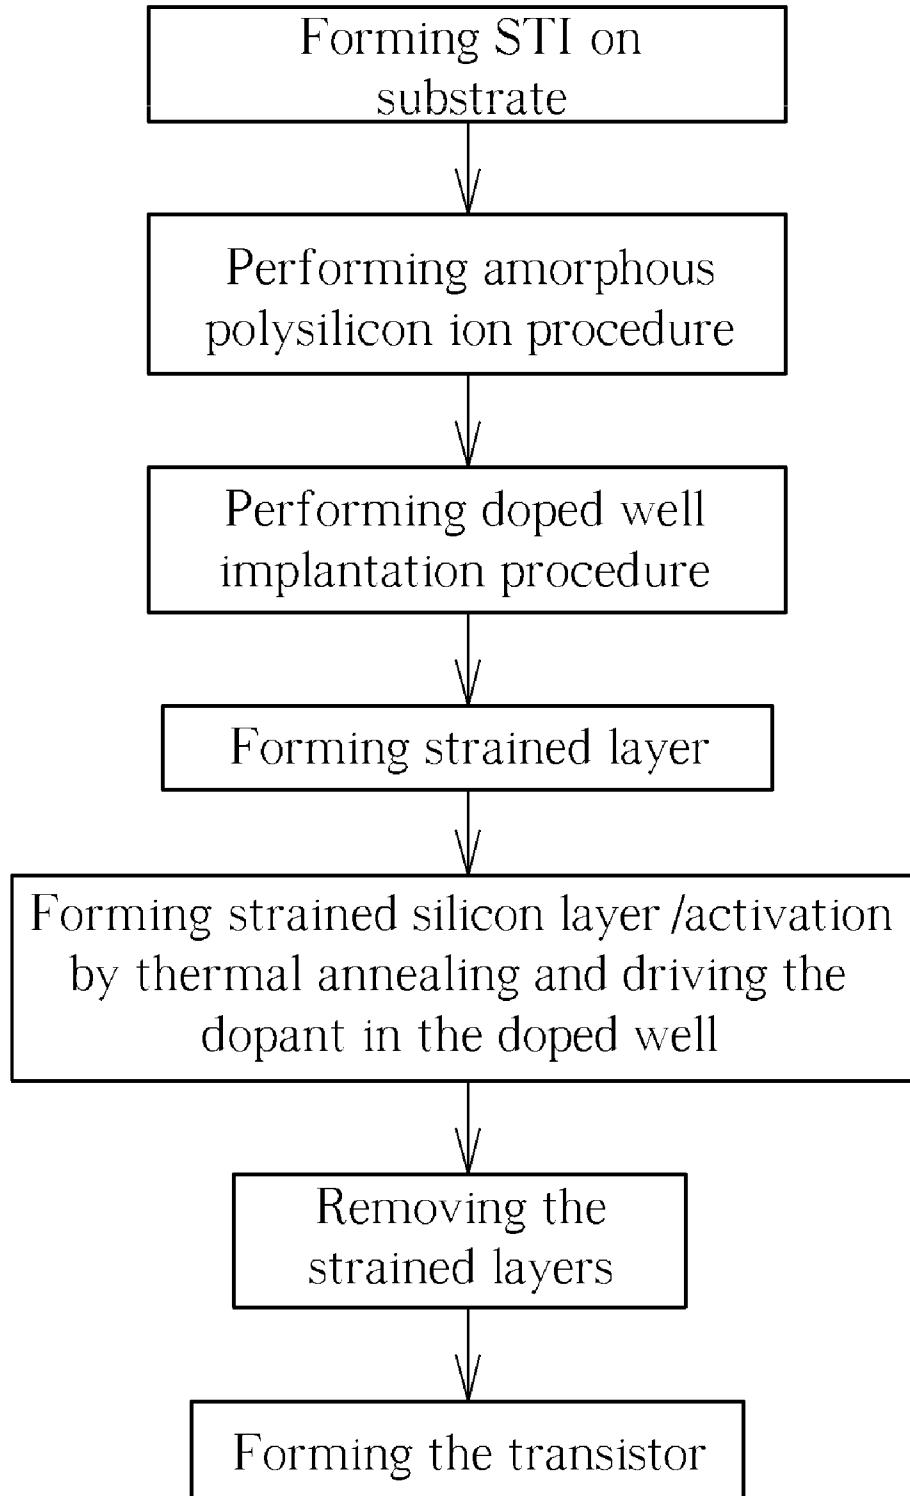 Forming STI on
substrate
Performing amorphous
polysilicon ion procedure
Performing doped well
implantation procedure
Forming strained layer
Forming strained silicon layer/activation
by thermal annealing and driving the
dopant in the doped well
Removing the
strained layers
Forming the transistor